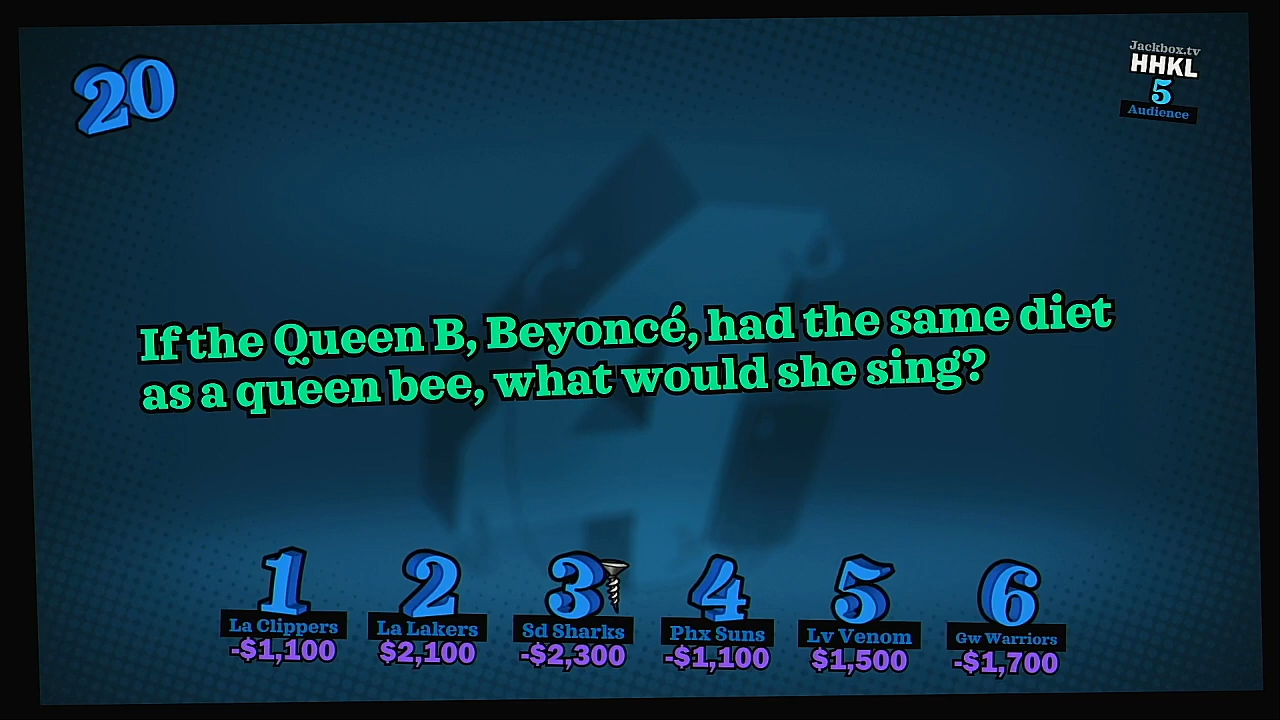 20
Jackbox.tv
HHKL
5
Audience
If the Queen B, Beyoncé, had the same diet
as a queen bee, what would she sing?
1 2 3 4 5 6
La Clippers La Lakers Sd Sharks Phx Suns Lv Venom Gw Warriors
-$1,100 $2,100 -$2,300 -$1,100 $1,500 -$1,700